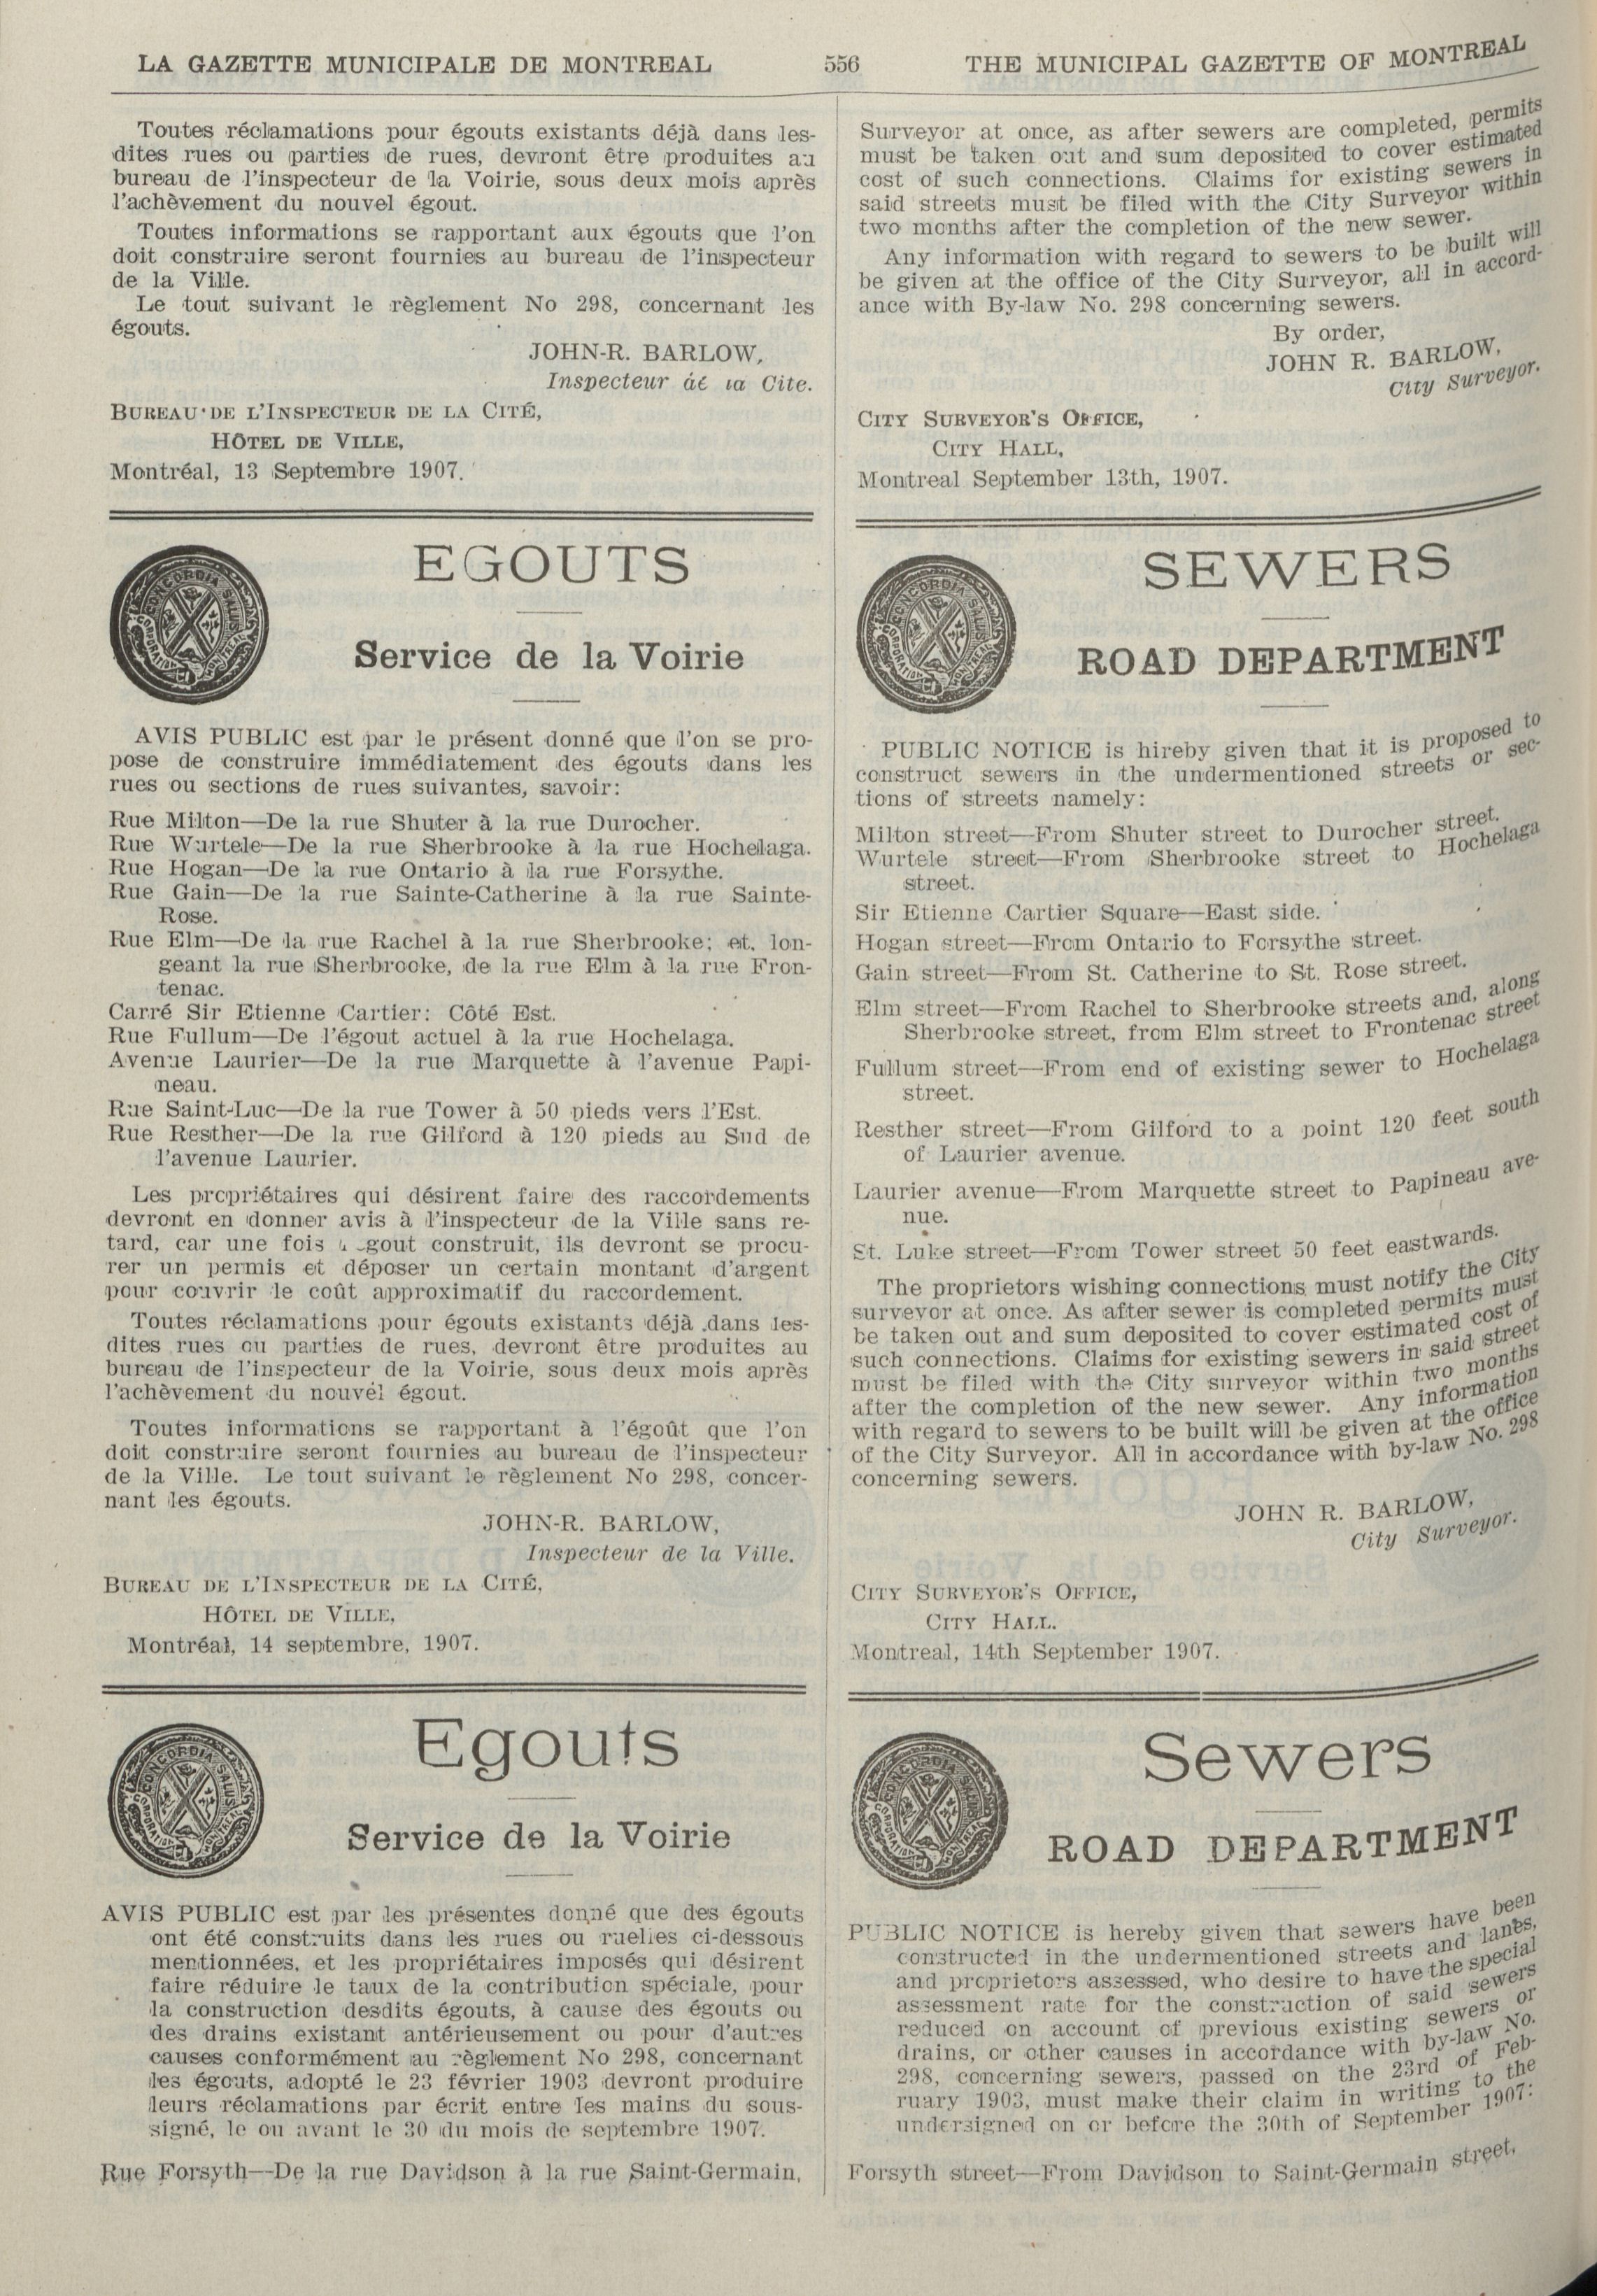 LA GAZETTE MUNICIPALE DE MONTREAL 556 THE MUNICIPAL GAZETTE OF MONTREAL
Toutes réclamations pour égouts existants déjà dans les-
dites rues ou parties de rues, devront être produites au
bureau de l'inspecteur de la Voirie, sous deux mois après
l'achèvement du nouvel égout.
Toutes informations se rapportant aux égouts que l'on
doit construire seront fournies au bureau de l'inspecteur
de la Ville.
Le tout suivant le règlement No 298, concernant les
égouts.
JOHN-R. BARLOW,
Inspecteur de la Cite.
BUREAU DE L'INSPECTEUR DE LA CITÉ,
HÔTEL DE VILLE,
Montréal, 13 Septembre 1907.
EGOUTS
CONCORDIA SALUS
Service de la Voirie
AVIS PUBLIC est par le présent donné que l'on se pro-
pose de construire immédiatement des égouts dans les
rues ou sections de rues suivantes, savoir:
Rue Milton—De la rue Shuter à la rue Durocher.
Rue Wurtele—De la rue Sherbrooke à la rue Hochelaga.
Rue Hogan—De la rue Ontario à la rue Forsythe.
Rue Gain—De la rue Sainte-Catherine à la rue Sainte-
Rose.
Rue Elm—De la rue Rachel à la rue Sherbrooke; et, lon-
geant la rue Sherbrooke, de la rue Elm à la rue Fron-
tenac.
Carré Sir Etienne Cartier: Côté Est.
Rue Fullum—De l'égout actuel à la rue Hochelaga.
Avenue Laurier—De la rue Marquette à l'avenue Papi-
neau.
Rue Saint-Luc—De la rue Tower à 50 pieds vers l'Est.
Rue Resther—De la rue Gilford à 120 pieds au Sud de
l'avenue Laurier.
Les propriétaires qui désirent faire des raccordements
devront en donner avis à l'inspecteur de la Ville sans re-
tard, car une fois gout construit, ils devront se procu-
rer un permis et déposer un certain montant d'argent
pour couvrir le coût approximatif du raccordement.
Toutes réclamations pour égouts existants déjà dans les-
dites rues ou parties de rues, devront être produites au
bureau de l'inspecteur de la Voirie, sous deux mois après
l'achèvement du nouvel égout.
Toutes informations se rapportant à l'égoût que l'on
doit construire seront fournies au bureau de l'inspecteur
de la Ville. Le tout suivant le règlement No 298, concer-
nant les égouts.
JOHN-R. BARLOW,
Inspecteur de la Ville.
BUREAU DE L'INSPECTEUR DE LA CITÉ,
HÔTEL DE VILLE,
Montréal, 14 septembre, 1907.
Egouts
CONCORDIA SALUS
Service de la Voirie
AVIS PUBLIC est par les présentes donné que des égouts
ont été construits dans les rues ou ruelles ci-dessous
mentionnées, et les propriétaires imposés qui désirent
faire réduire le taux de la contribution spéciale, pour
la construction desdits égouts, à cause des égouts ou
des drains existant antérieusement ou pour d'autres
causes conformément au règlement No 298, concernant
les égouts, adopté le 23 février 1903 devront produire
leurs réclamations par écrit entre les mains du sous-
signé, le ou avant le 30 du mois de septembre 1907.
Rue Forsyth—De la rue Davidson à la rue Saint-Germain,
Surveyor at once, as after sewers are completed, permits
must be taken out and sum deposited to cover estimated
cost of such connections. Claims for existing sewers in
said streets must be filed with the City Surveyor within
two months after the completion of the new sewer.
Any information with regard to sewers to be built will
be given at the office of the City Surveyor, all in accord-
ance with By-law No. 298 concerning sewers.
By order,
JOHN R. BARLOW,
City Surveyor.
CITY SURVEYOR'S OFFICE,
CITY HALL,
Montreal September 13th, 1907.
SEWERS
CONCORDIA SALUS
ROAD DEPARTMENT
PUBLIC NOTICE is hireby given that it is proposed to
construct sewers in the undermentioned streets or sec-
tions of streets namely:
Milton street—From Shuter street to Durocher street.
Wurtele street—From Sherbrooke street to Hochelaga
street.
Sir Etienne Cartier Square—East side.
Hogan street—From Ontario to Forsythe street.
Gain street—From St. Catherine to St. Rose street.
Elm street—From Rachel to Sherbrooke streets and, along
Sherbrooke street, from Elm street to Frontenac street
Fullum street—From end of existing sewer to Hochelaga
street.
Resther street—From Gilford to a point 120 feet south
of Laurier avenue.
Laurier avenue—From Marquette street to Papineau ave-
nue.
St. Luke street—From Tower street 50 feet eastwards.
The proprietors wishing connections must notify the City
surveyor at once. As after sewer is completed permits must
be taken out and sum deposited to cover estimated cost of
such connections. Claims for existing sewers in said street
must be filed with the City surveyor within two months
after the completion of the new sewer. Any information
with regard to sewers to be built will be given at the office
of the City Surveyor. All in accordance with by-law No. 298
concerning sewers.
JOHN R. BARLOW,
City Surveyor.
CITY SURVEYOR'S OFFICE,
CITY HALL.
Montreal, 14th September 1907.
Sewers
CONCORDIA SALUS
ROAD DEPARTMENT
PUBLIC NOTICE is hereby given that sewers have been
constructed in the undermentioned streets and lanes,
and proprietors assessed, who desire to have the special
assessment rate for the construction of said sewers
reduced on account of previous existing sewers or
drains, or other causes in accordance with by-law No.
298, concerning sewers, passed on the 23rd of Feb-
ruary 1903, must make their claim in writing to the
undersigned on or before the 30th of September 1907:
Forsyth street—From Davidson to Saint-Germain street,